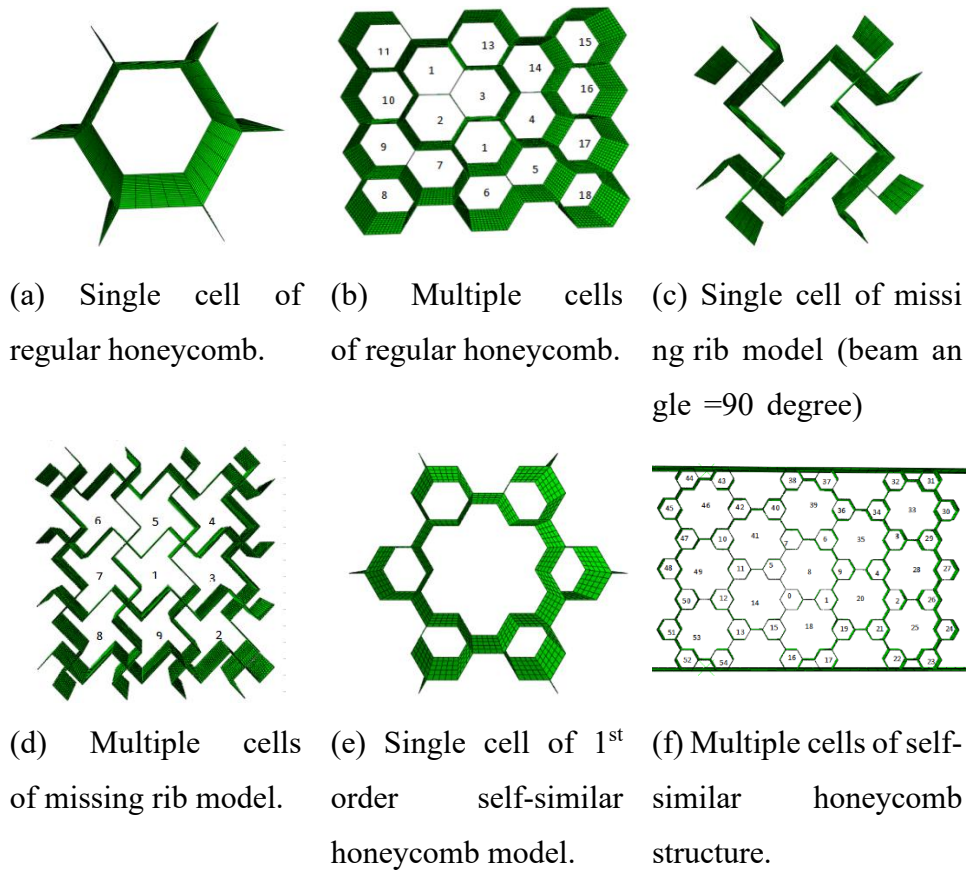 11 13 15
1 14
10 3 16
2 4
9 1 17
7 5
8 6 18
(a) Single cell of
regular honeycomb.
(b) Multiple cells
of regular honeycomb.
(c) Single cell of missi
ng rib model (beam an
gle =90 degree)
6 5 4
7 1 3
8 9 2
44 43 38 37 32 31
45 46 42 40 39 36 34 33 30
47 10 41 7 6 35 29
48 49 11 5 8 9 4 28 27
50 12 14 0 1 20 2 26
51 53 13 15 18 19 21 25 24
52 54 16 17 22 23
(d) Multiple cells
of missing rib model.
(e) Single cell of 1st
order self-similar
honeycomb model.
(f) Multiple cells of self-
similar honeycomb
structure.